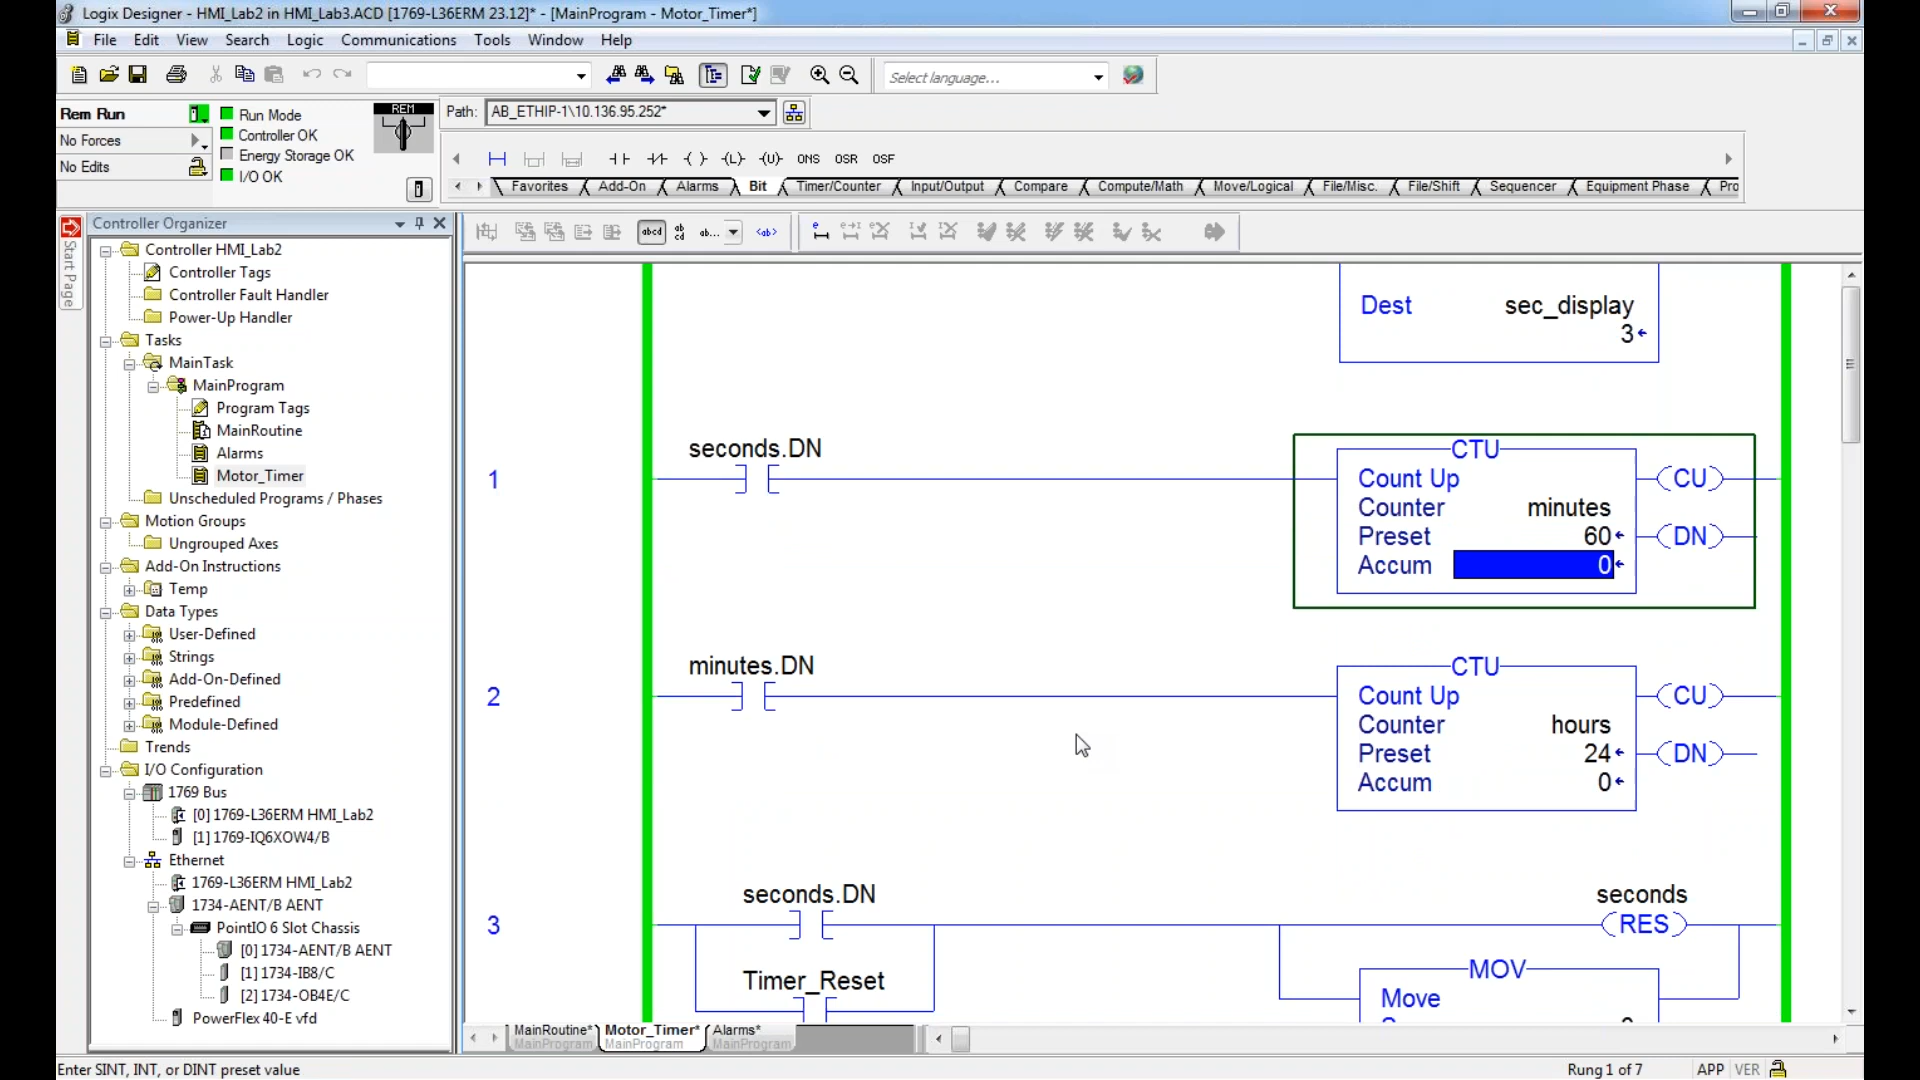 Logix Designer - HMI_Lab2 in HMI_Lab3.ACD [1769-L36ERM 23.12]* - [MainProgram - Motor_Timer*]
File Edit View Search Logic Communications Tools Window Help
Select language...
Rem Run
No Forces
No Edits
Run Mode
Controller OK
Energy Storage OK
I/O OK
REM
Path: AB_ETHIP-1\10.136.95.252*
ONS OSR OSF
Favorites Add-On Alarms Bit Timer/Counter Input/Output Compare Compute/Math Move/Logical File/Misc. File/Shift Sequencer Equipment Phase Pro
Start Page
Controller Organizer
Controller HMI_Lab2
Controller Tags
Controller Fault Handler
Power-Up Handler
Tasks
MainTask
MainProgram
Program Tags
MainRoutine
Alarms
Motor_Timer
Unscheduled Programs / Phases
Motion Groups
Ungrouped Axes
Add-On Instructions
Temp
Data Types
User-Defined
Strings
Add-On-Defined
Predefined
Module-Defined
Trends
I/O Configuration
1769 Bus
[0] 1769-L36ERM HMI_Lab2
[1] 1769-IQ6XOW4/B
Ethernet
1769-L36ERM HMI_Lab2
1734-AENT/B AENT
PointIO 6 Slot Chassis
[0] 1734-AENT/B AENT
[1] 1734-IB8/C
[2] 1734-OB4E/C
PowerFlex 40-E vfd
Dest sec_display
3
1
seconds.DN
CTU
Count Up
Counter minutes
Preset 60
Accum 0
CU
DN
2
minutes.DN
CTU
Count Up
Counter hours
Preset 24
Accum 0
CU
DN
3
seconds.DN
Timer_Reset
seconds
RES
MOV
Move
MainRoutine* Motor_Timer* Alarms*
MainProgram MainProgram MainProgram
Enter SINT, INT, or DINT preset value
Rung 1 of 7
APP VER